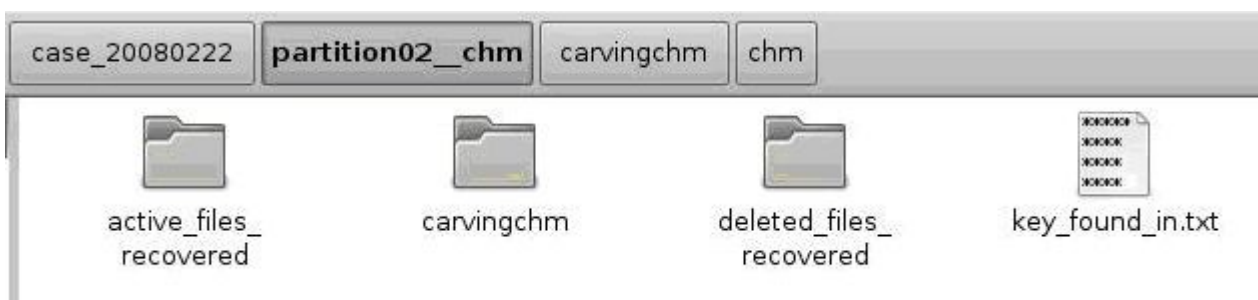 case_20080222 partition02__chm carvingchm chm
active_files_
recovered
carvingchm
deleted_files_
recovered
key_found_in.txt